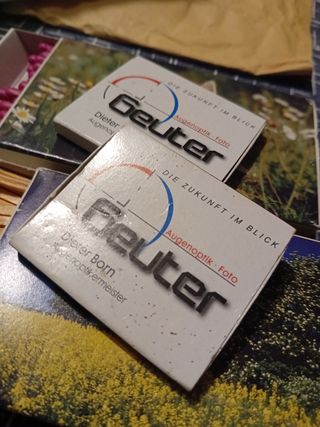 DIE ZUKUNFT IM BLICK
Geuter
Augenoptik Foto
Dieter
DIE ZUKUNFT IM BLICK
Geuter
Augenoptik Foto
Dieter Born
Augenoptikermeister